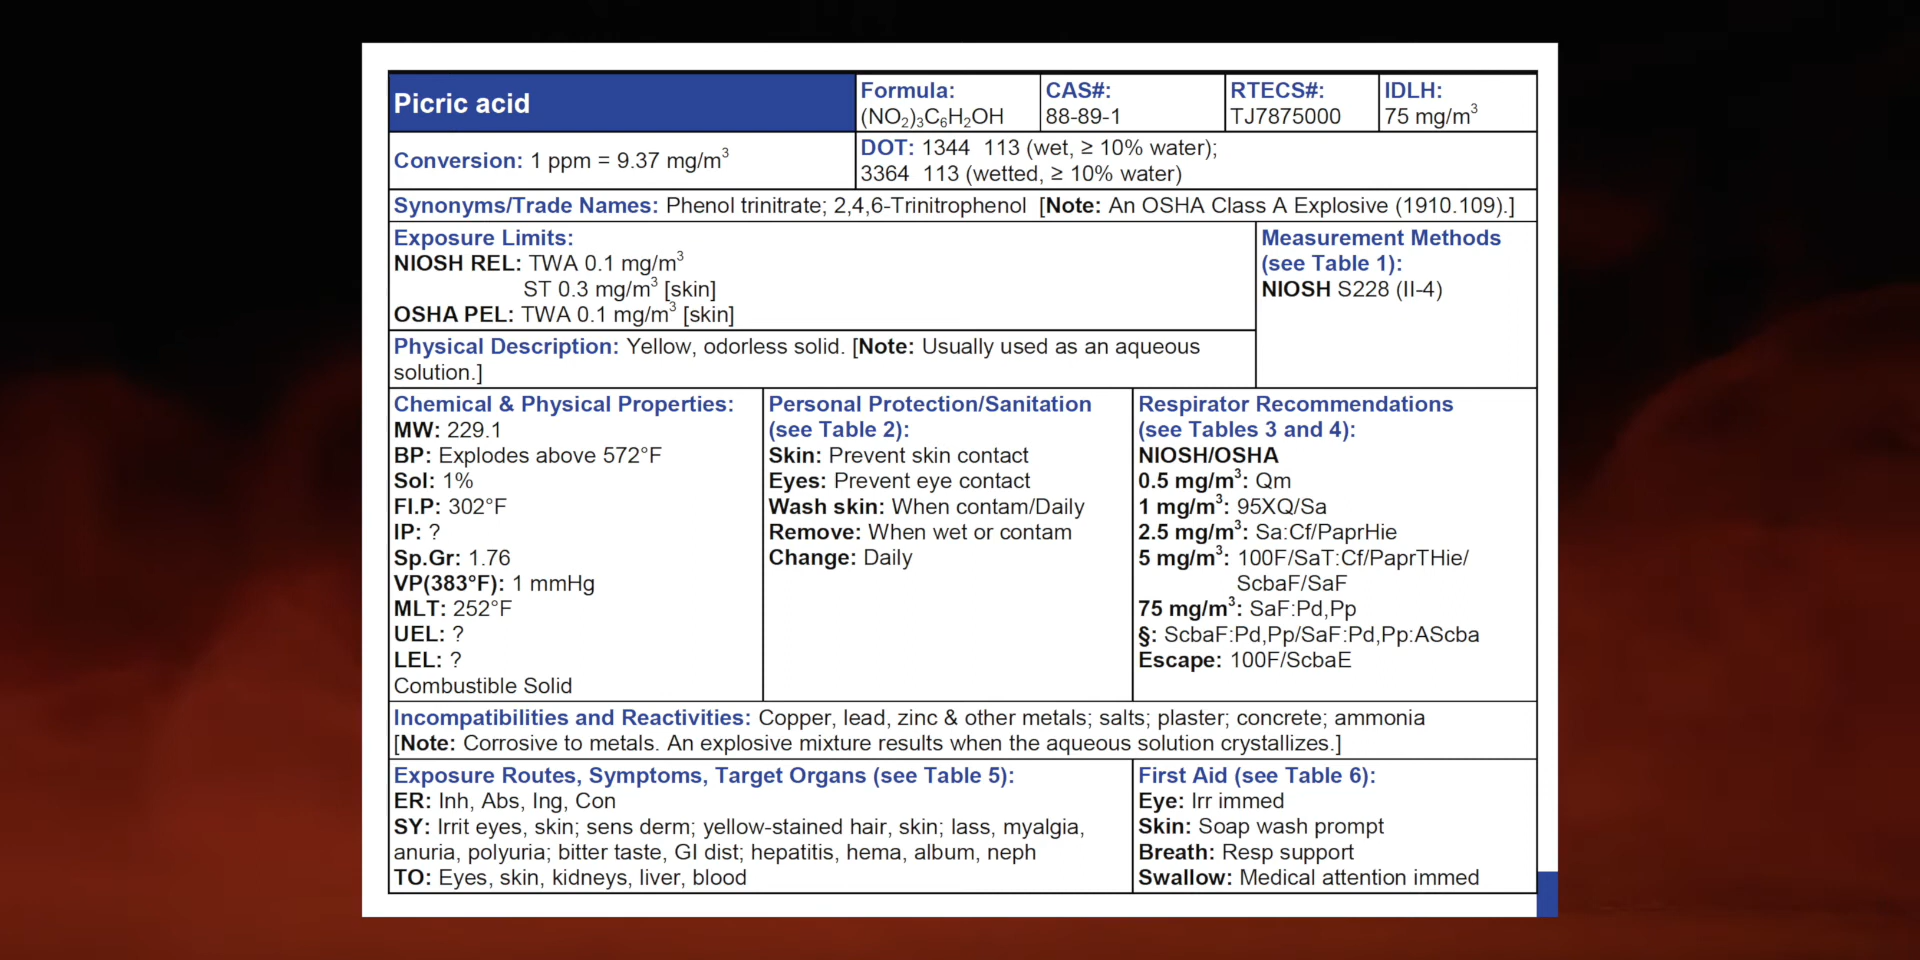 Picric acid
Formula:
(NO₂)₃C₆H₂OH
CAS#:
88-89-1
RTECS#:
TJ7875000
IDLH:
75 mg/m³
Conversion: 1 ppm = 9.37 mg/m³
DOT: 1344 113 (wet, ≥ 10% water);
3364 113 (wetted, ≥ 10% water)
Synonyms/Trade Names: Phenol trinitrate; 2,4,6-Trinitrophenol [Note: An OSHA Class A Explosive (1910.109).]
Exposure Limits:
NIOSH REL: TWA 0.1 mg/m³
ST 0.3 mg/m³ [skin]
OSHA PEL: TWA 0.1 mg/m³ [skin]
Measurement Methods
(see Table 1):
NIOSH S228 (II-4)
Physical Description: Yellow, odorless solid. [Note: Usually used as an aqueous
solution.]
Chemical & Physical Properties:
MW: 229.1
BP: Explodes above 572°F
Sol: 1%
Fl.P: 302°F
IP: ?
Sp.Gr: 1.76
VP(383°F): 1 mmHg
MLT: 252°F
UEL: ?
LEL: ?
Combustible Solid
Personal Protection/Sanitation
(see Table 2):
Skin: Prevent skin contact
Eyes: Prevent eye contact
Wash skin: When contam/Daily
Remove: When wet or contam
Change: Daily
Respirator Recommendations
(see Tables 3 and 4):
NIOSH/OSHA
0.5 mg/m³: Qm
1 mg/m³: 95XQ/Sa
2.5 mg/m³: Sa:Cf/PaprHie
5 mg/m³: 100F/SaT:Cf/PaprTHie/
ScbaF/SaF
75 mg/m³: SaF:Pd,Pp
§: ScbaF:Pd,Pp/SaF:Pd,Pp:AScba
Escape: 100F/ScbaE
Incompatibilities and Reactivities: Copper, lead, zinc & other metals; salts; plaster; concrete; ammonia
[Note: Corrosive to metals. An explosive mixture results when the aqueous solution crystallizes.]
Exposure Routes, Symptoms, Target Organs (see Table 5):
ER: Inh, Abs, Ing, Con
SY: Irrit eyes, skin; sens derm; yellow-stained hair, skin; lass, myalgia,
anuria, polyuria; bitter taste, GI dist; hepatitis, hema, album, neph
TO: Eyes, skin, kidneys, liver, blood
First Aid (see Table 6):
Eye: Irr immed
Skin: Soap wash prompt
Breath: Resp support
Swallow: Medical attention immed